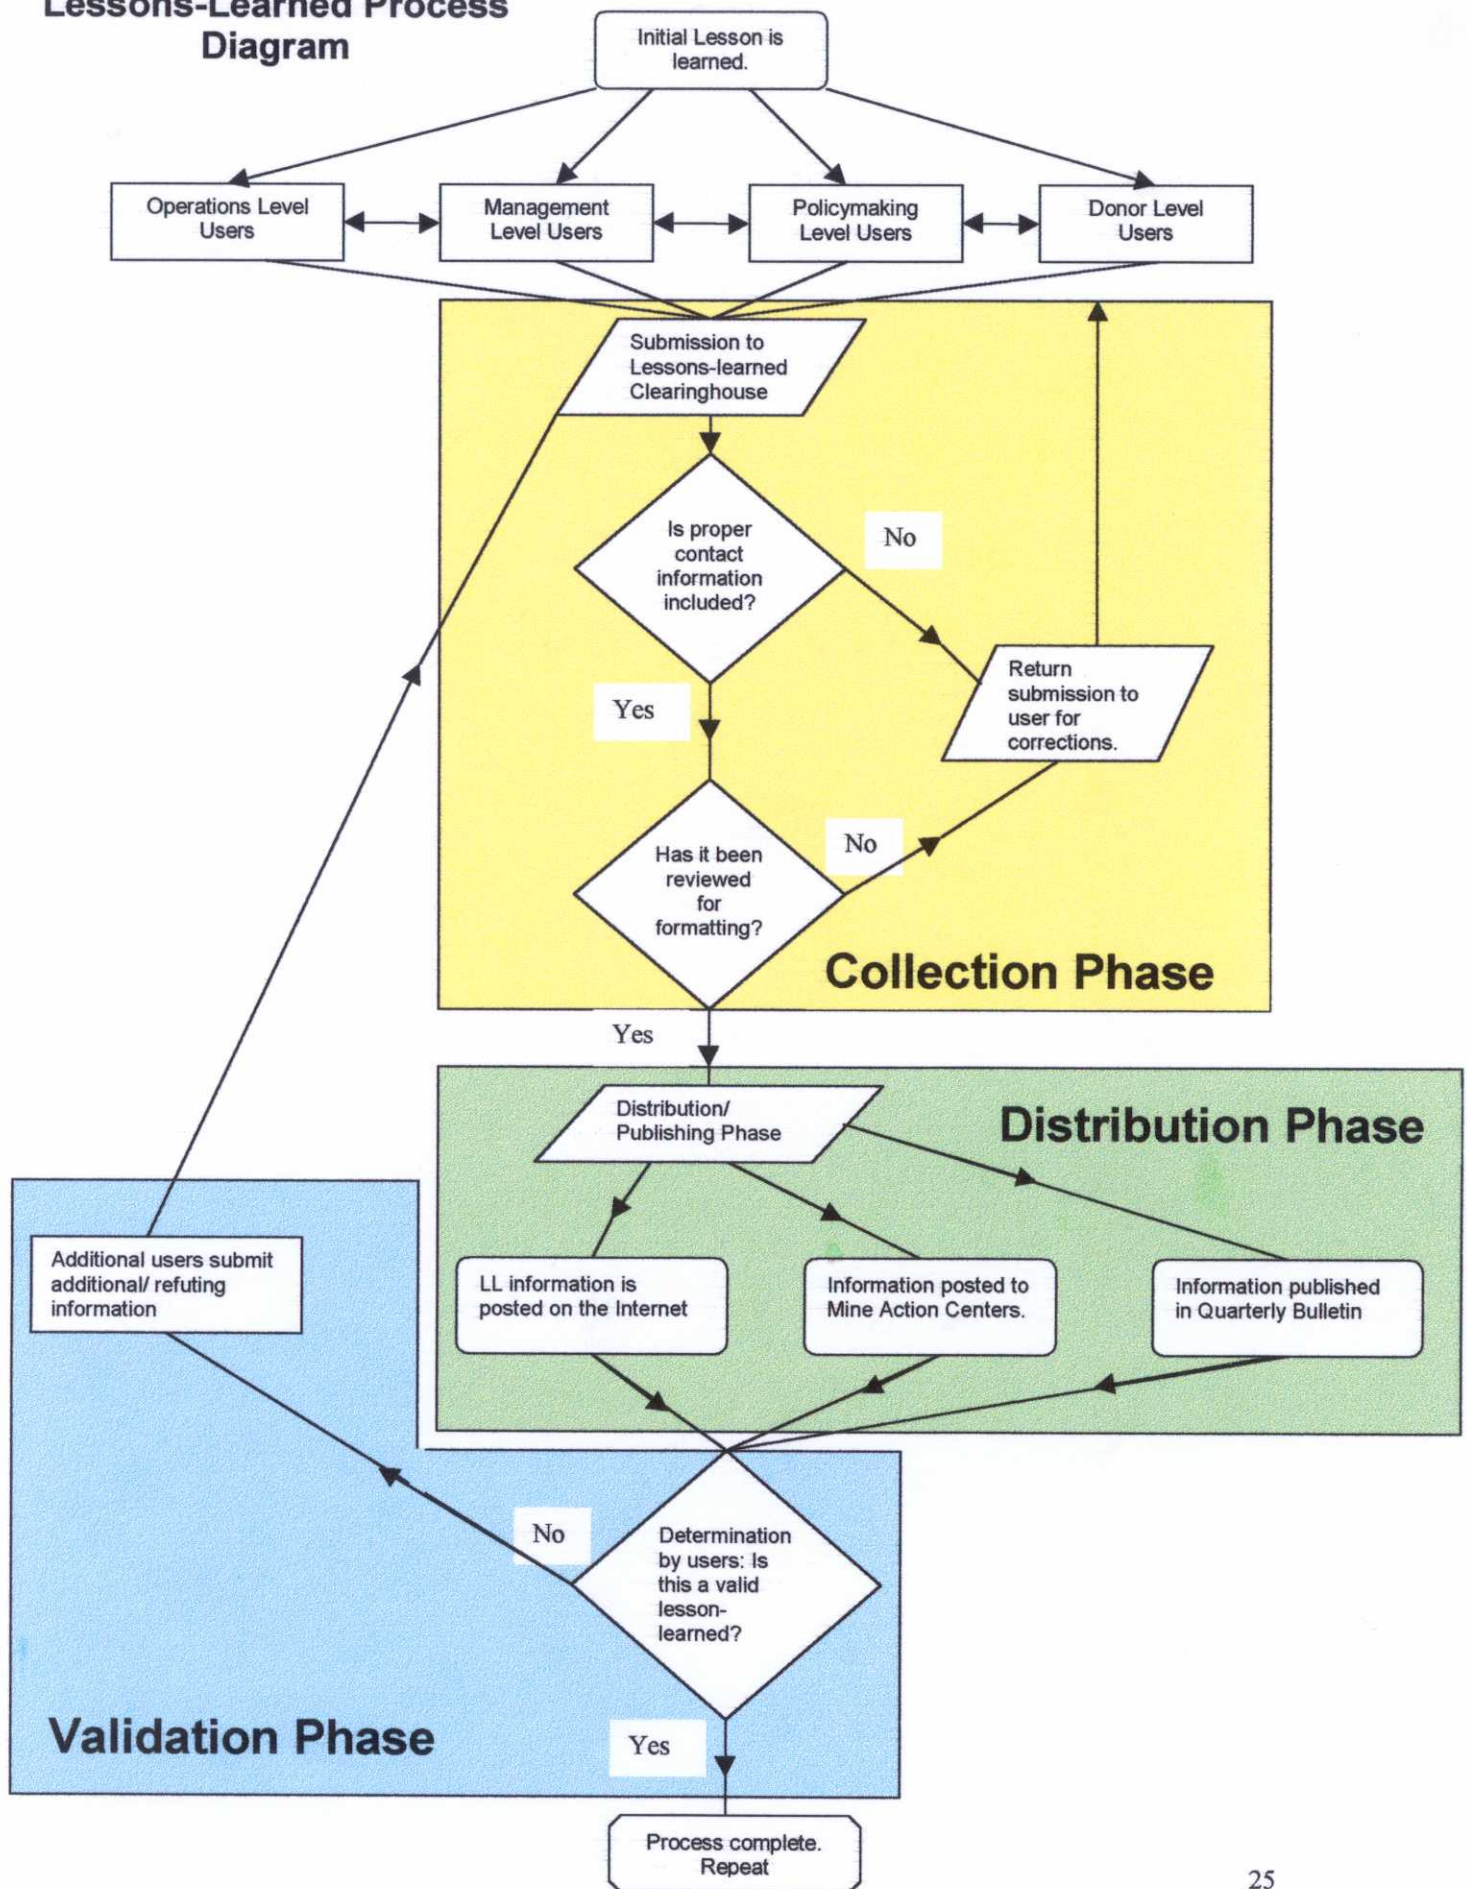 Lessons-Learned Process
Diagram
Initial Lesson is
learned.
Operations Level
Users
Management
Level Users
Policymaking
Level Users
Donor Level
Users
Submission to
Lessons-learned
Clearinghouse
Is proper
contact
information
included?
No
Return
submission to
user for
corrections.
Yes
Has it been
reviewed
for
formatting?
No
Collection Phase
Yes
Distribution/
Publishing Phase
Distribution Phase
Additional users submit
additional/ refuting
information
LL information is
posted on the Internet
Information posted to
Mine Action Centers.
Information published
in Quarterly Bulletin
No
Determination
by users: Is
this a valid
lesson-
learned?
Validation Phase
Yes
Process complete.
Repeat
25